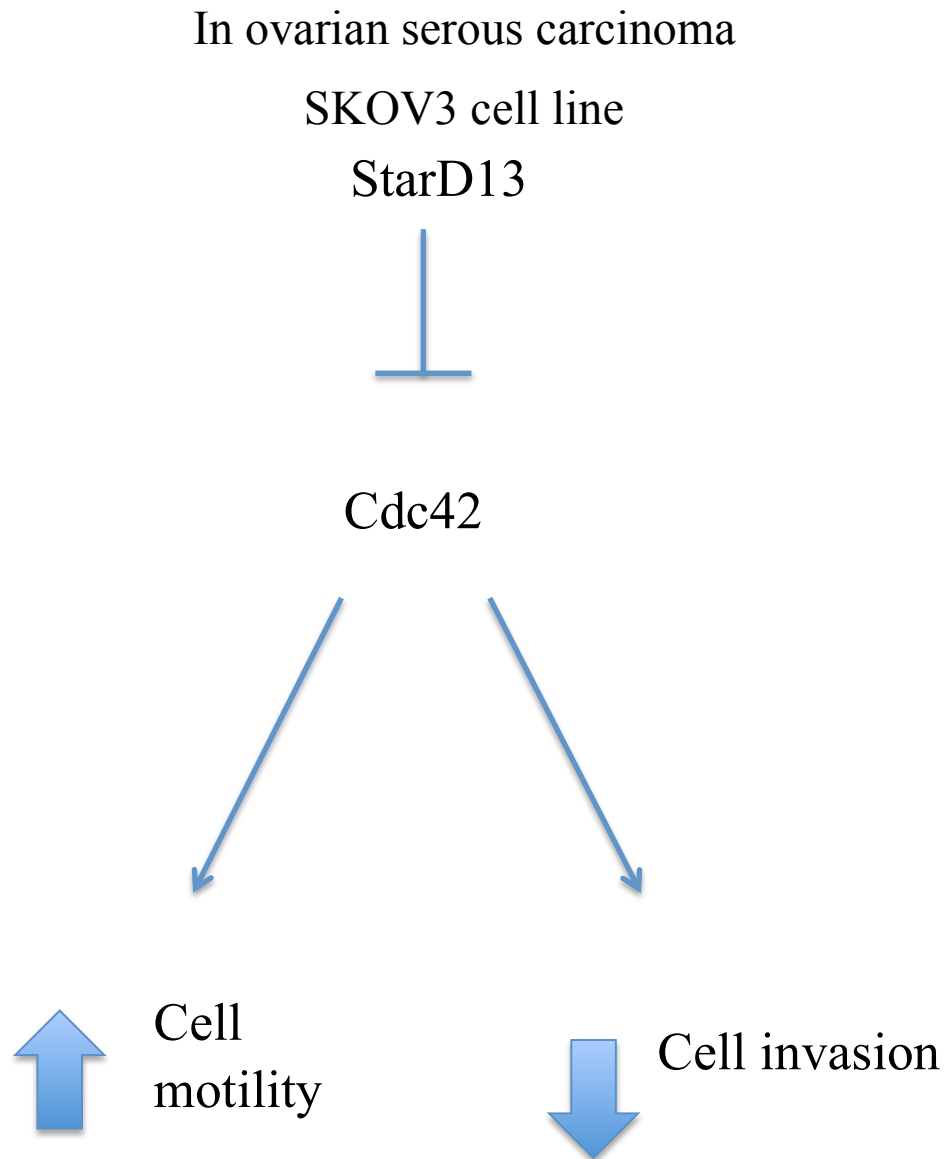 In ovarian serous carcinoma
SKOV3 cell line
StarD13
Cdc42
Cell
motility
Cell invasion